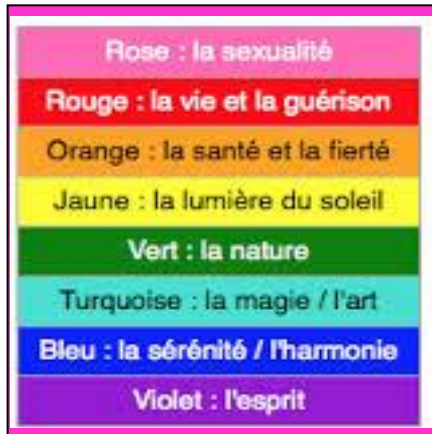 Rose : la sexualité
Rouge : la vie et la guérison
Orange : la santé et la fierté
Jaune : la lumière du soleil
Vert : la nature
Turquoise : la magie / l'art
Bleu : la sérénité / l'harmonie
Violet : l'esprit